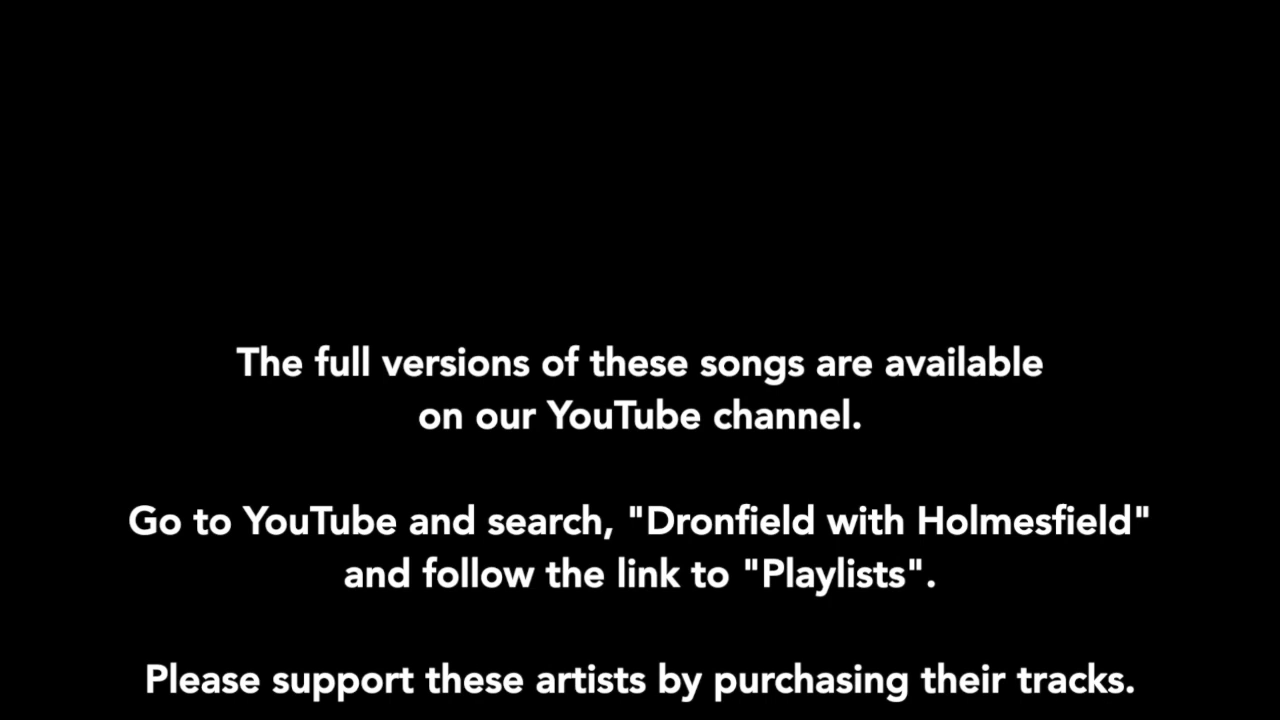 The full versions of these songs are available
on our YouTube channel.
Go to YouTube and search, "Dronfield with Holmesfield"
and follow the link to "Playlists".
Please support these artists by purchasing their tracks.